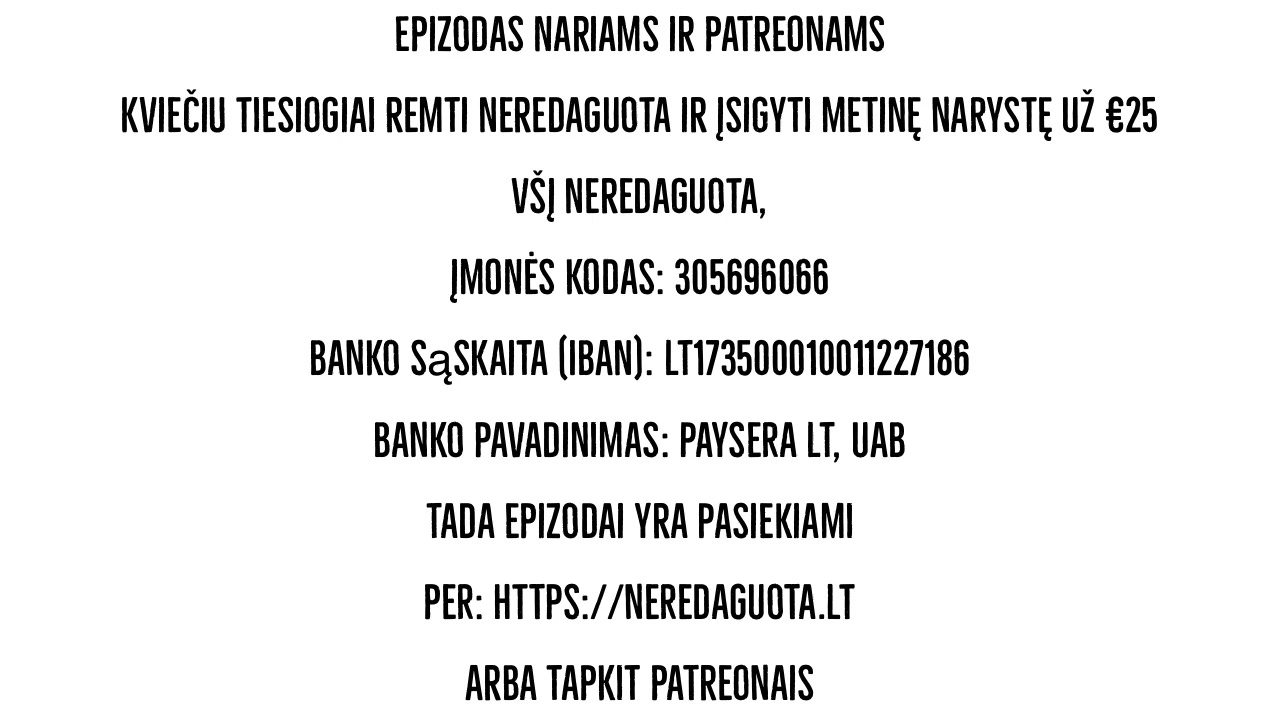 EPIZODAS NARIAMS IR PATREONAMS
KVIEČIU TIESIOGIAI REMTI NEREDAGUOTA IR ĮSIGYTI METINĘ NARYSTĘ UŽ €25
VŠĮ NEREDAGUOTA,
ĮMONĖS KODAS: 305696066
BANKO SąSKAITA (IBAN): LT173500010011227186
BANKO PAVADINIMAS: PAYSERA LT, UAB
TADA EPIZODAI YRA PASIEKIAMI
PER: HTTPS://NEREDAGUOTA.LT
ARBA TAPKIT PATREONAIS